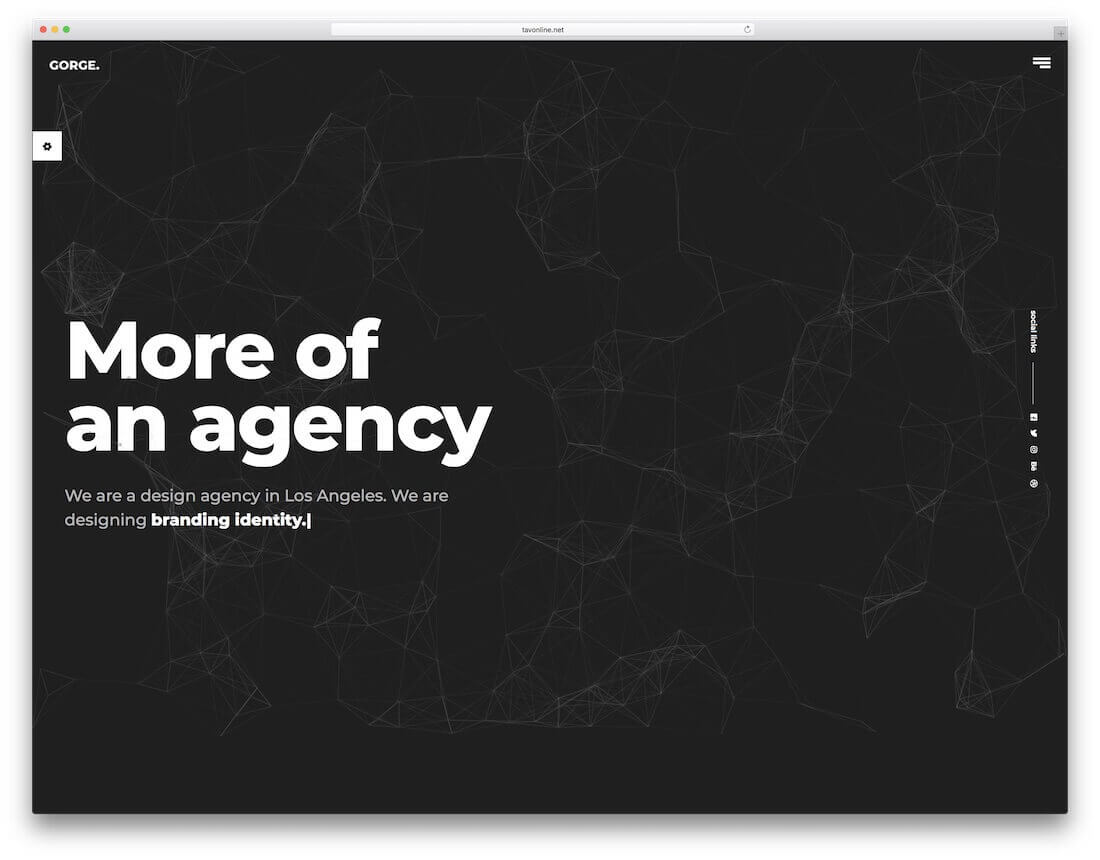 tavonline.net
GORGE.
More of
an agency
We are a design agency in Los Angeles. We are
designing branding identity.|
social links